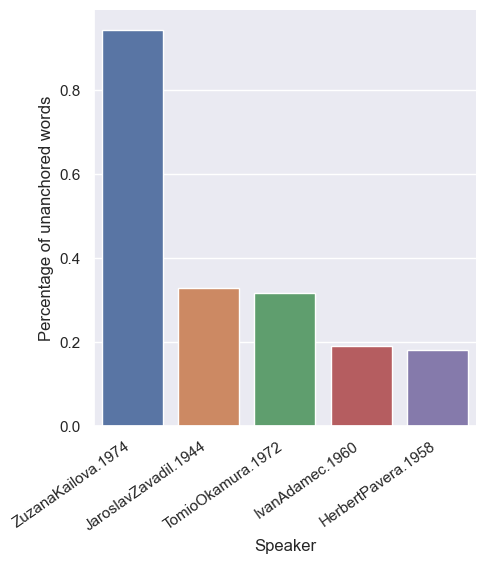 Percentage of unanchored words
0.8
0.6
0.4
0.2
0.0
ZuzanaKailova.1974
JaroslavZavadil.1944
TomioOkamura.1972
IvanAdamec.1960
HerbertPavera.1958
Speaker